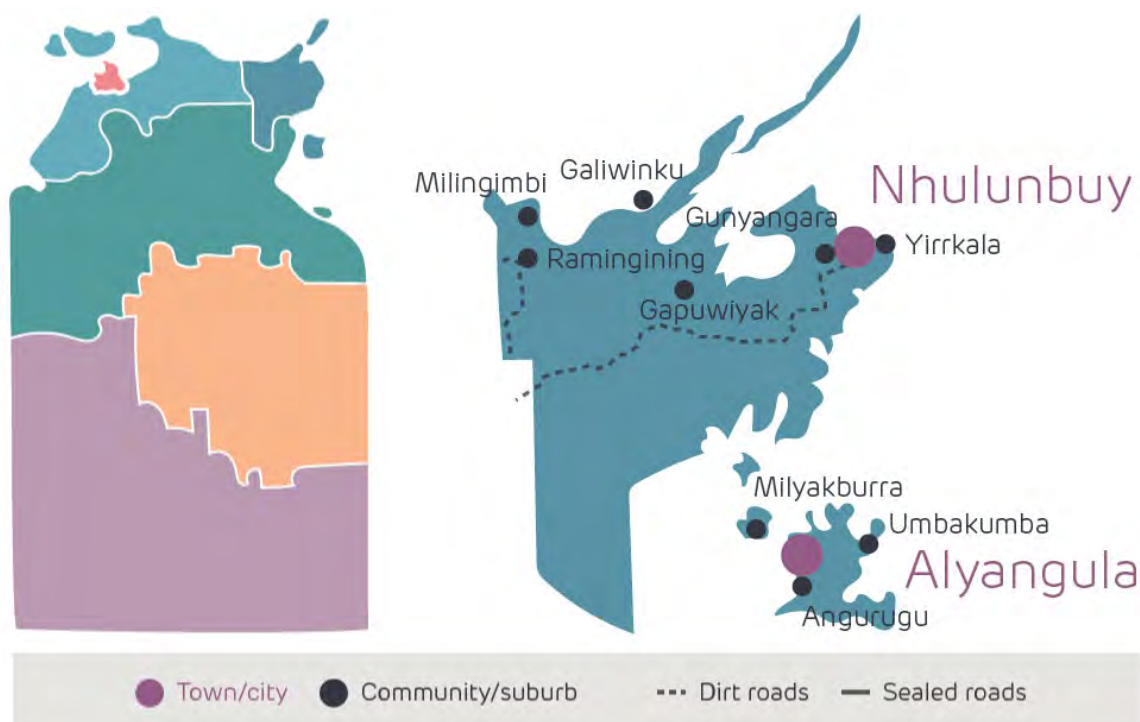 Galiwinku
Milingimbi
Nhulunbuy
Gunyangara
Yirrkala
Ramingining
Gapuwiyak
Milyakburra
Umbakumba
Alyangula
Angurugu
Town/city
Community/suburb
Dirt roads
Sealed roads